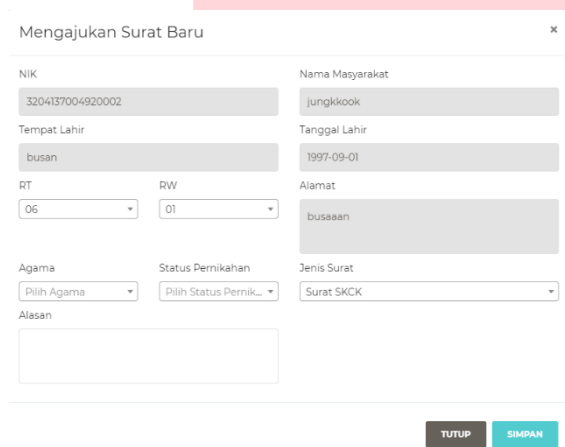 Mengajukan Surat Baru ×
NIK Nama Masyarakat
3204137004920002 jungkkook
Tempat Lahir Tanggal Lahir
busan 1997-09-01
RT RW Alamat
06 01 busaaan
Agama Status Pernikahan Jenis Surat
Pilih Agama Pilih Status Pernik... Surat SKCK
Alasan
TUTUP SIMPAN